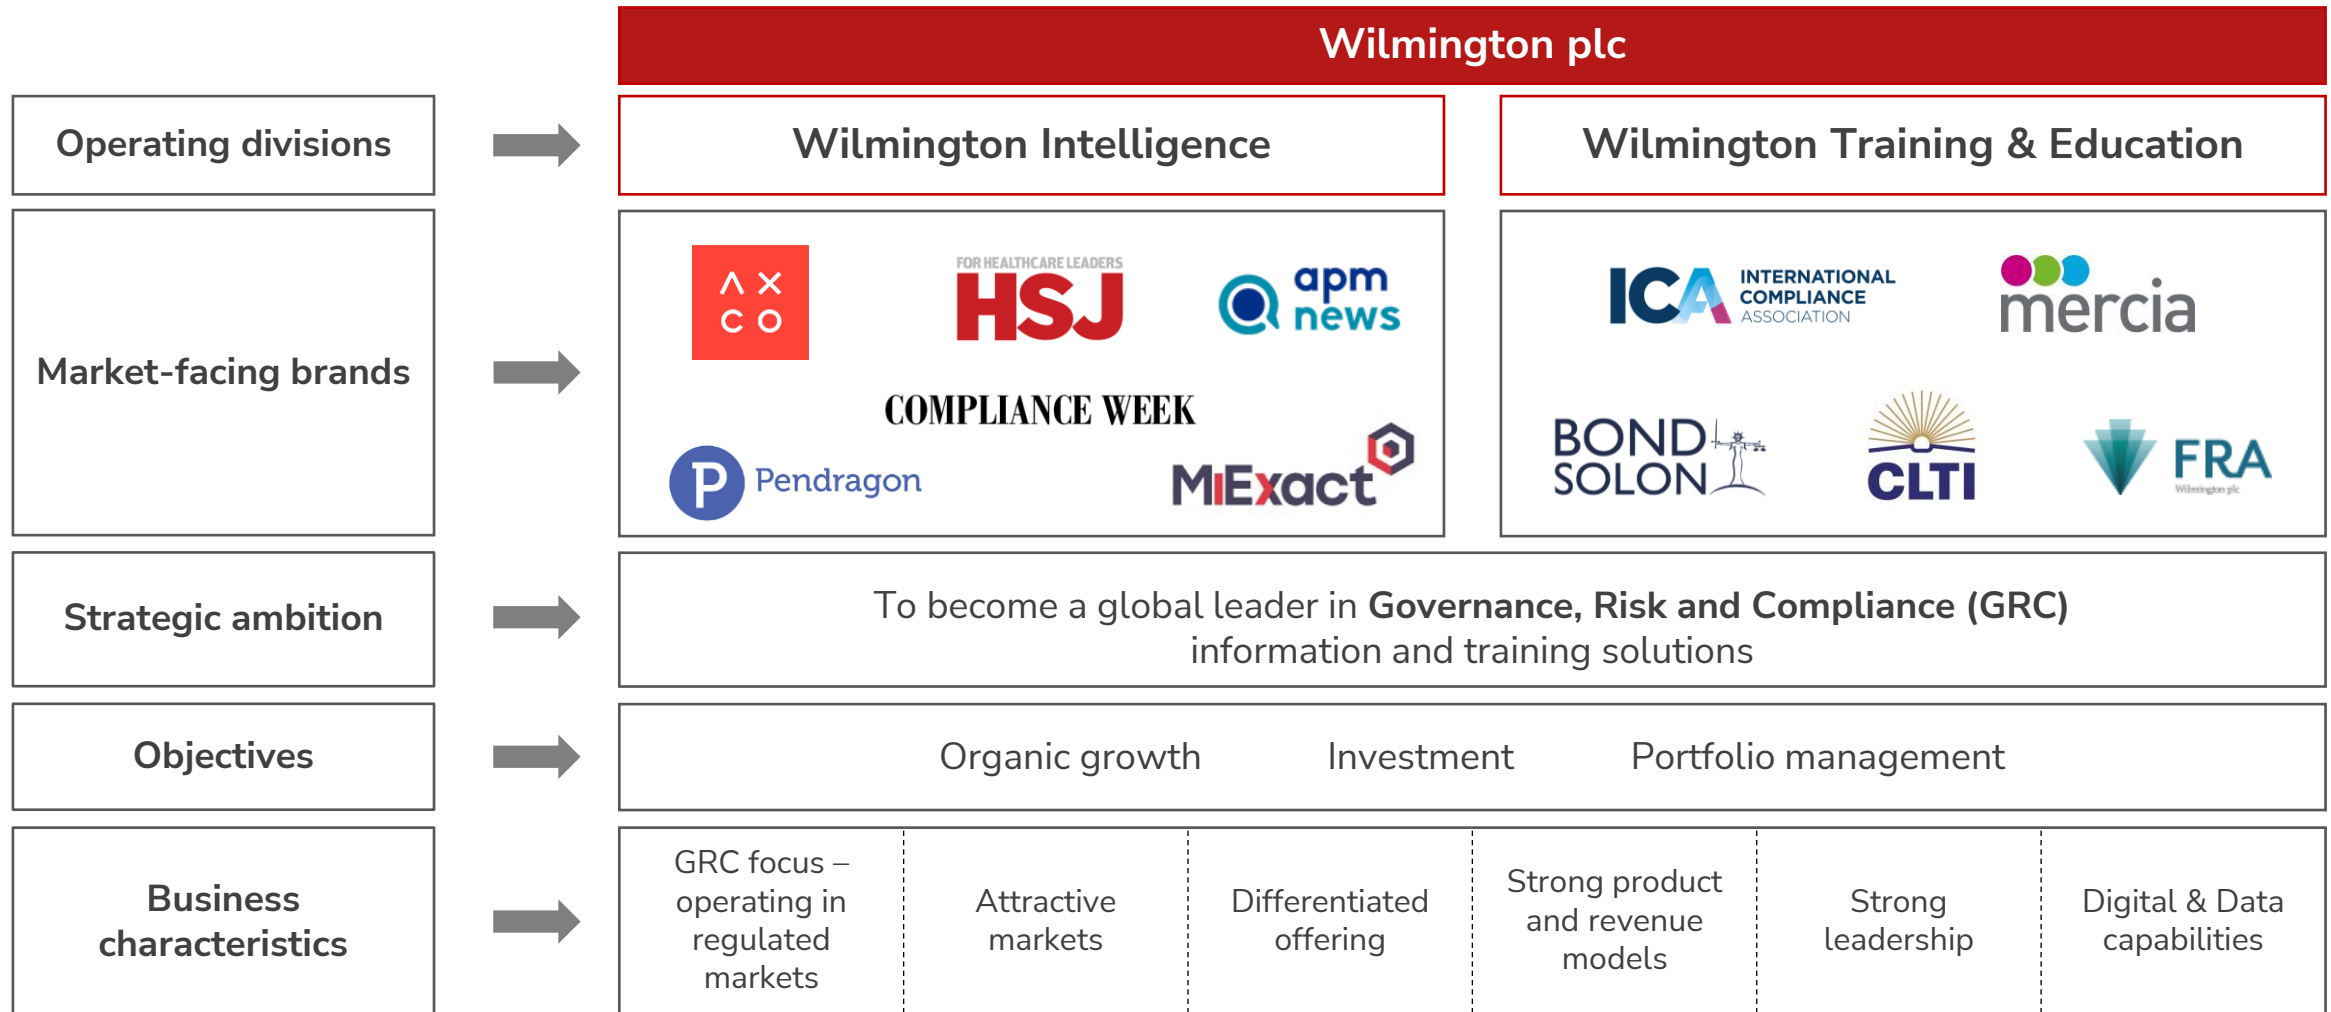 Wilmington plc
Operating divisions
Wilmington Intelligence
Wilmington Training & Education
Market-facing brands
AXCO
FOR HEALTHCARE LEADERS
HSJ
apm
news
COMPLIANCE WEEK
P Pendragon
MiExact
ICA
INTERNATIONAL
COMPLIANCE
ASSOCIATION
mercia
BOND
SOLON
CLTI
FRA
Wilmington plc
Strategic ambition
To become a global leader in Governance, Risk and Compliance (GRC)
information and training solutions
Objectives
Organic growth Investment Portfolio management
Business
characteristics
GRC focus –
operating in
regulated
markets
Attractive
markets
Differentiated
offering
Strong product
and revenue
models
Strong
leadership
Digital & Data
capabilities